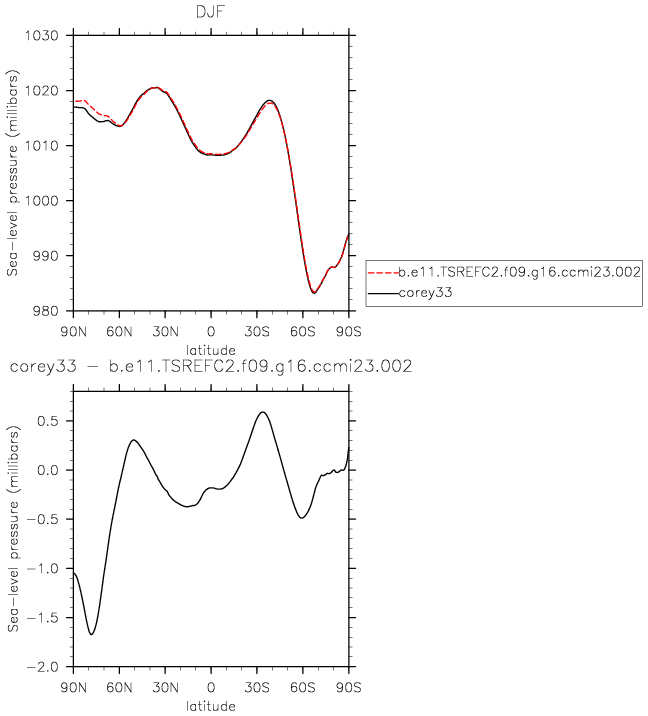 DJF
1030
1020
1010
1000
990
980
Sea-level pressure (millibars)
90N 60N 30N 0 30S 60S 90S
latitude
b.e11.TSREFC2.f09.g16.ccmi23.002
corey33
corey33 - b.e11.TSREFC2.f09.g16.ccmi23.002
0.5
0.0
-0.5
-1.0
-1.5
-2.0
Sea-level pressure (millibars)
90N 60N 30N 0 30S 60S 90S
latitude